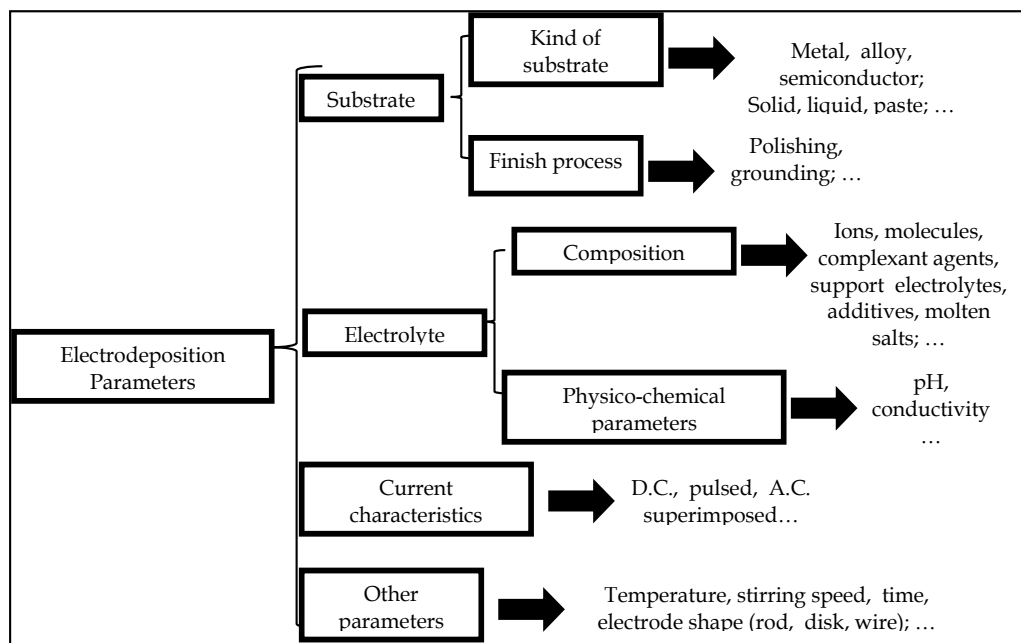 Electrodeposition
Parameters
Substrate
Kind of
substrate
Metal, alloy,
semiconductor;
Solid, liquid, paste; …
Finish process
Polishing,
grounding; …
Electrolyte
Composition
Ions, molecules,
complexant agents,
support electrolytes,
additives, molten
salts; …
Physico-chemical
parameters
pH,
conductivity
…
Current
characteristics
D.C., pulsed, A.C.
superimposed…
Other
parameters
Temperature, stirring speed, time,
electrode shape (rod, disk, wire); …